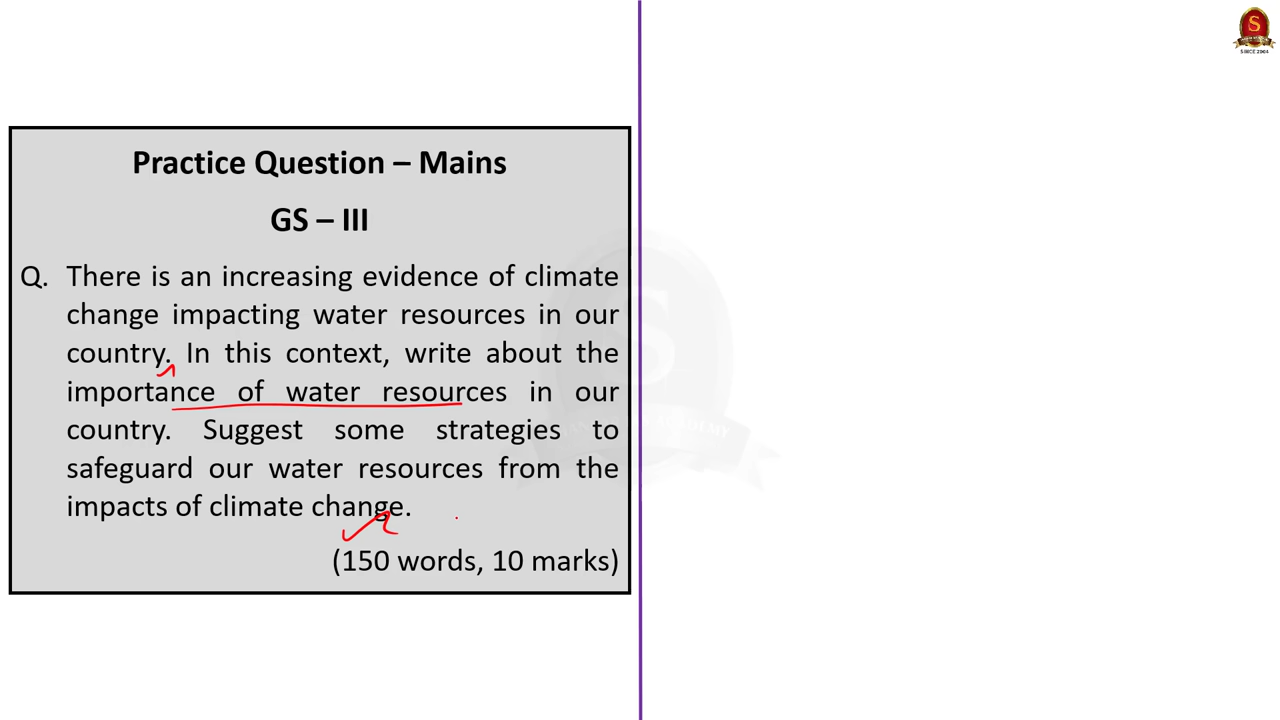 Practice Question – Mains
GS – III
Q. There is an increasing evidence of climate
change impacting water resources in our
country. In this context, write about the
importance of water resources in our
country. Suggest some strategies to
safeguard our water resources from the
impacts of climate change.
(150 words, 10 marks)
S
SINCE 2004